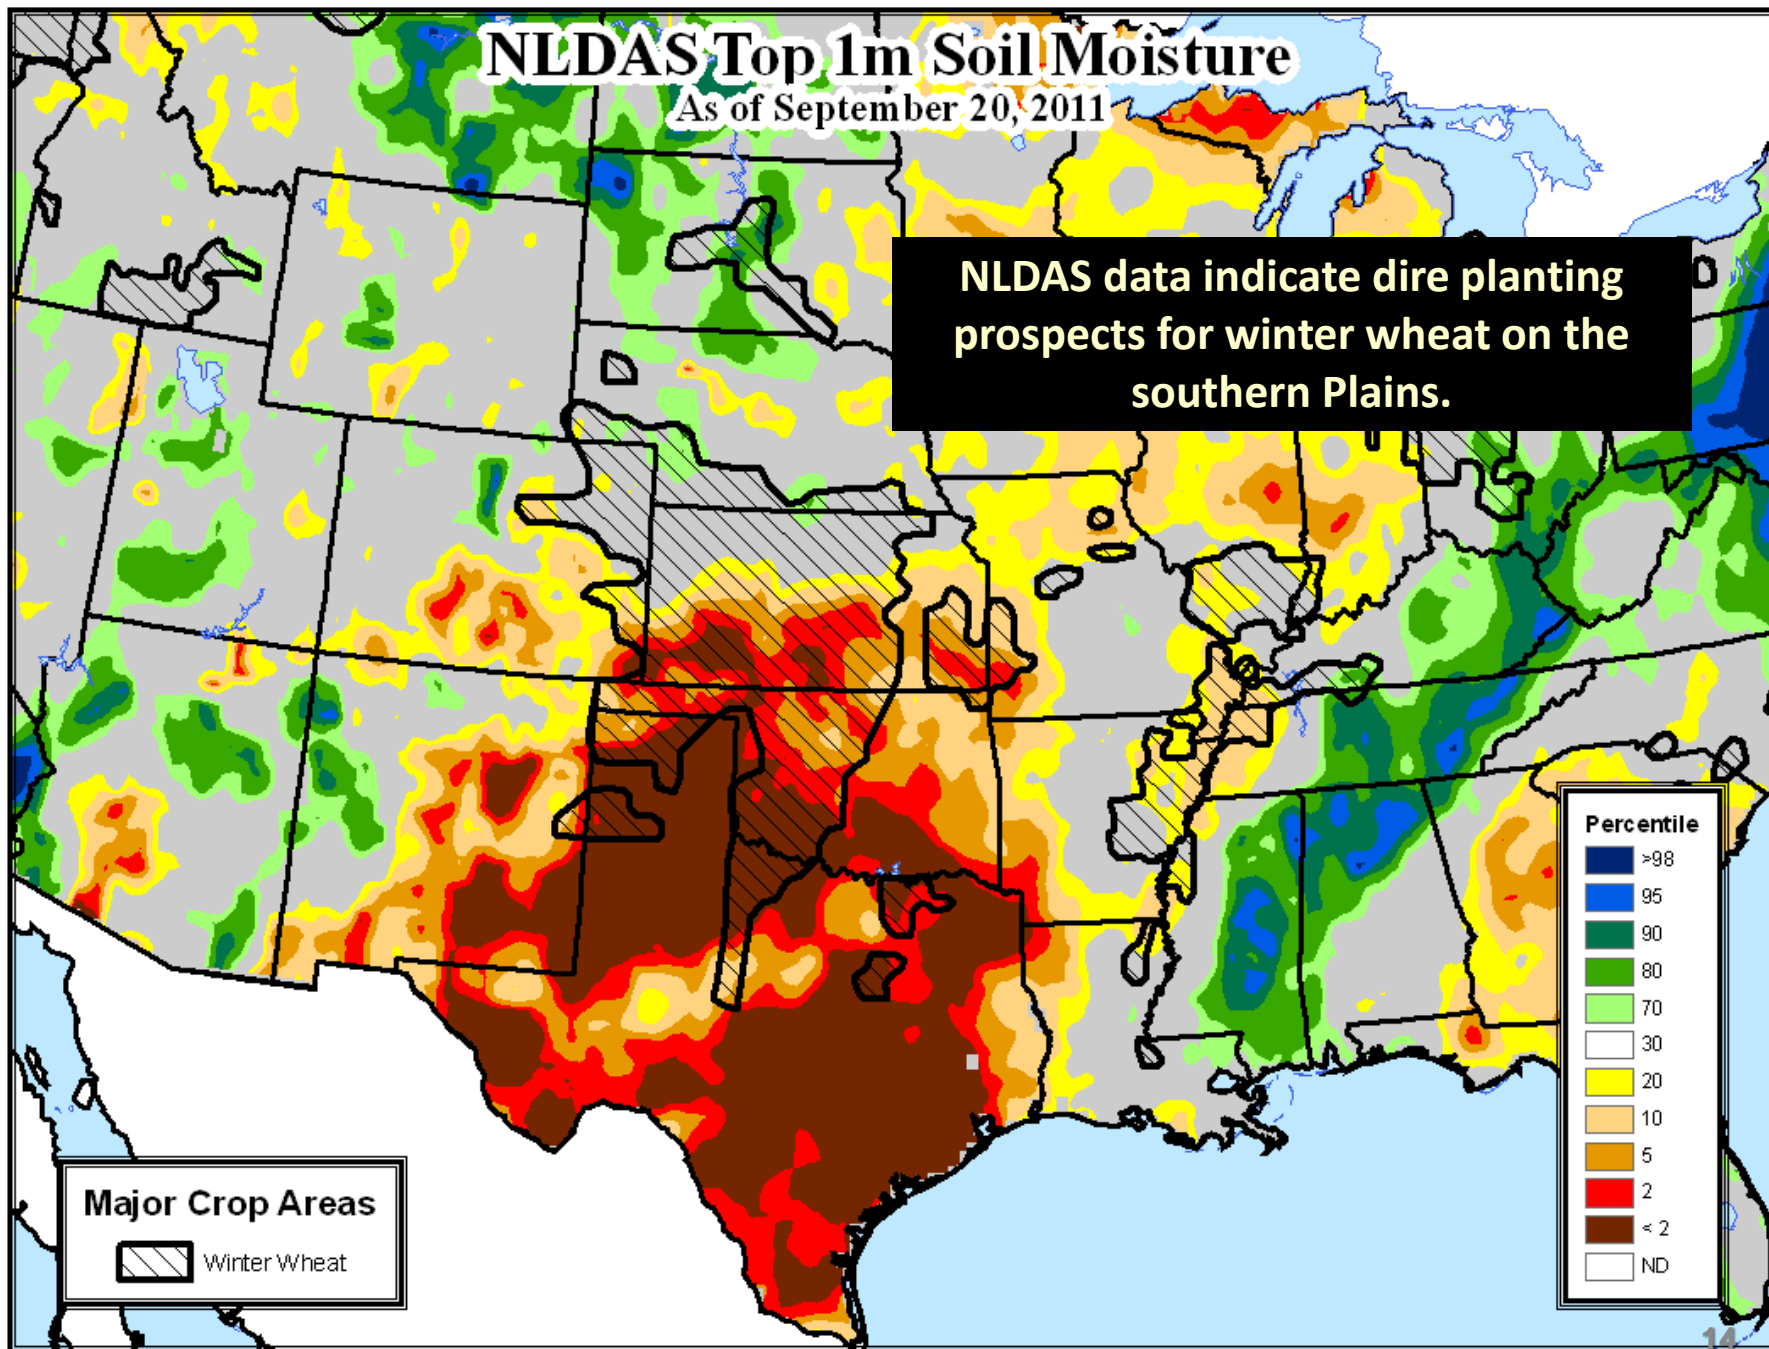 NLDAS Top 1m Soil Moisture
As of September 20, 2011
NLDAS data indicate dire planting
prospects for winter wheat on the
southern Plains.
Percentile
>98
95
90
80
70
30
20
10
5
2
< 2
ND
Major Crop Areas
Winter Wheat
14